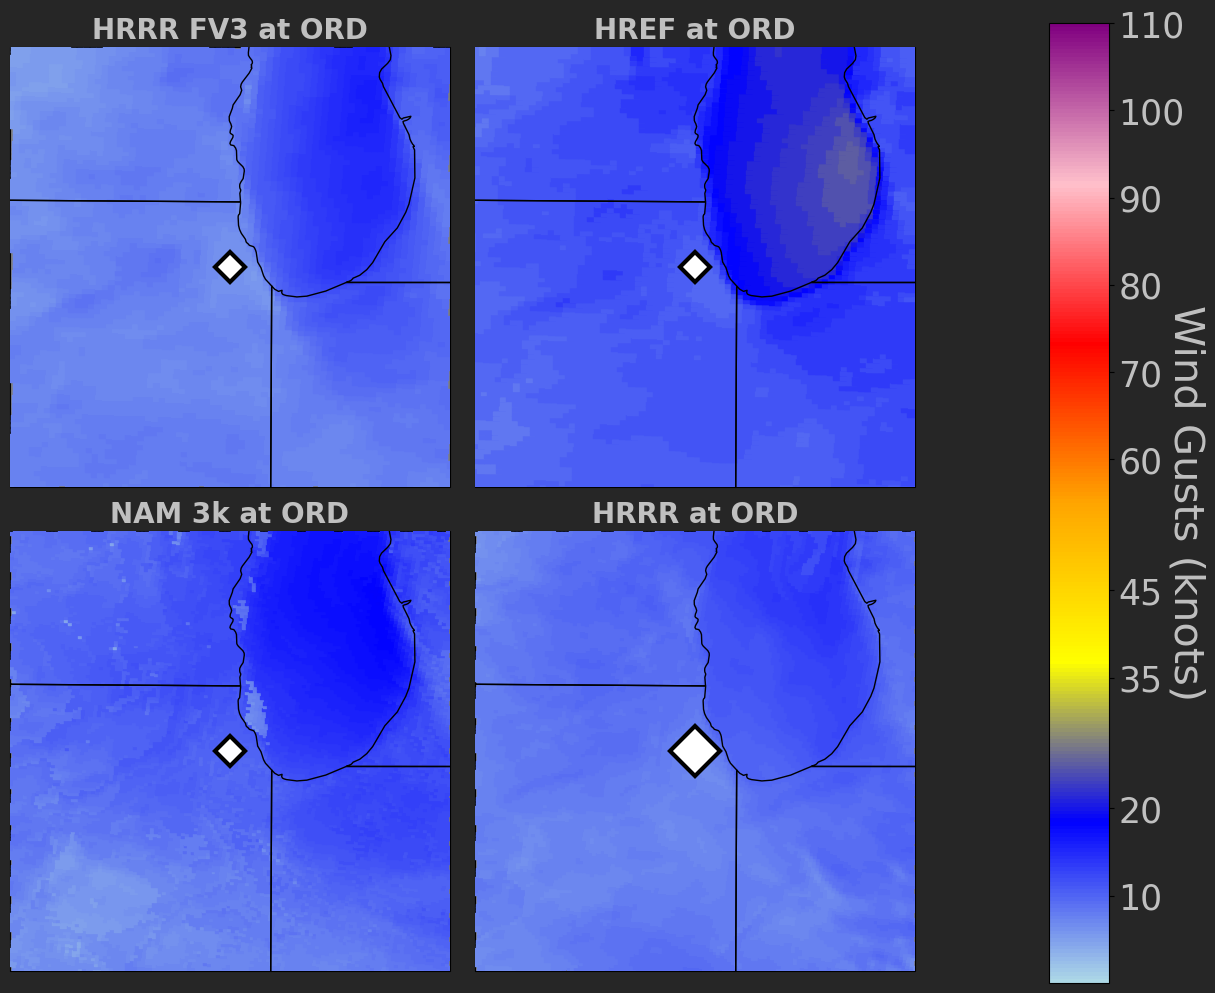 HRRR FV3 at ORD
HREF at ORD
NAM 3k at ORD
HRRR at ORD
110
100
90
80
70
60
45
35
20
10
Wind Gusts (knots)